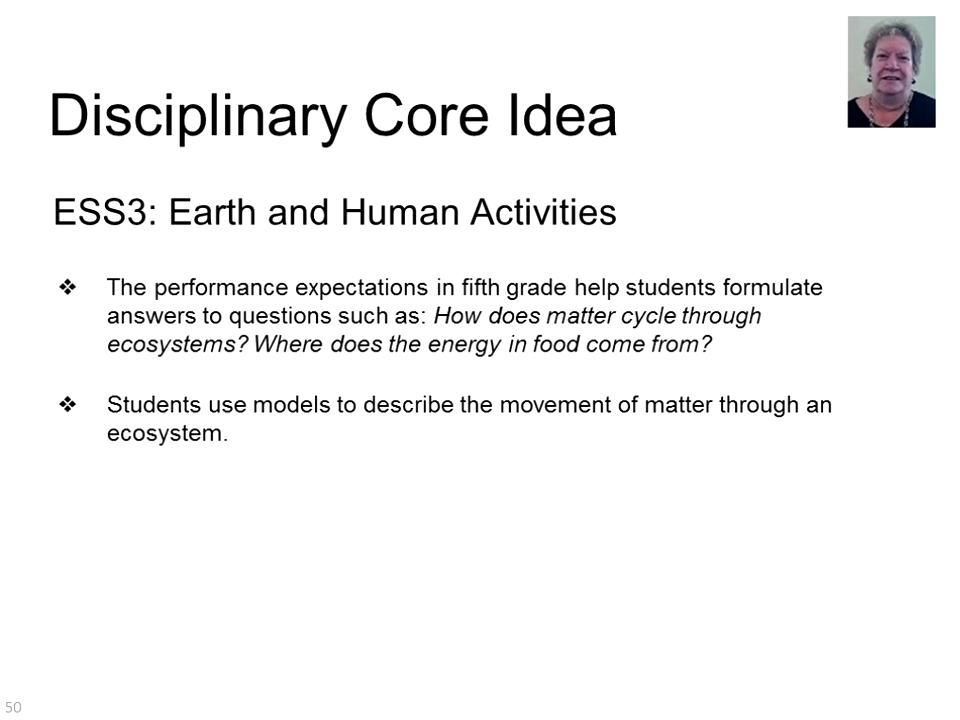 Disciplinary Core Idea
ESS3: Earth and Human Activities
❖ The performance expectations in fifth grade help students formulate
answers to questions such as: How does matter cycle through
ecosystems? Where does the energy in food come from?
❖ Students use models to describe the movement of matter through an
ecosystem.
50